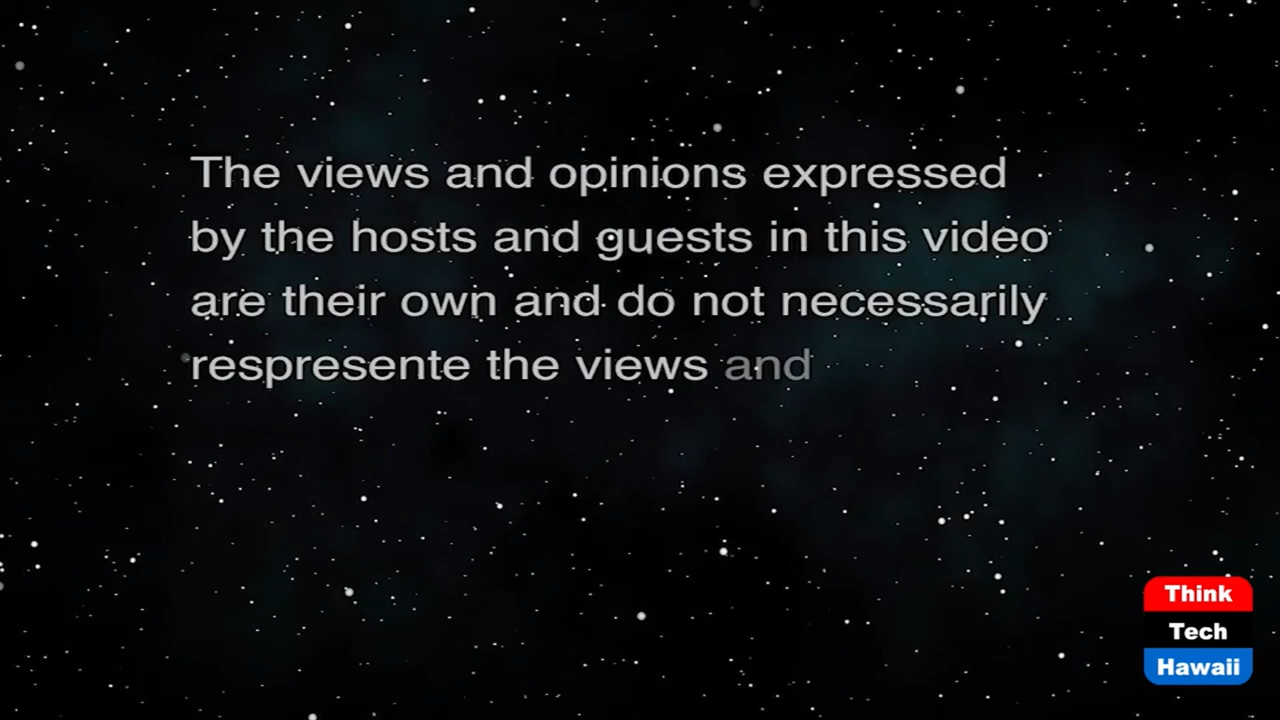 The views and opinions expressed
by the hosts and guests in this video
are their own and do not necessarily
respresente the views and
Think
Tech
Hawaii